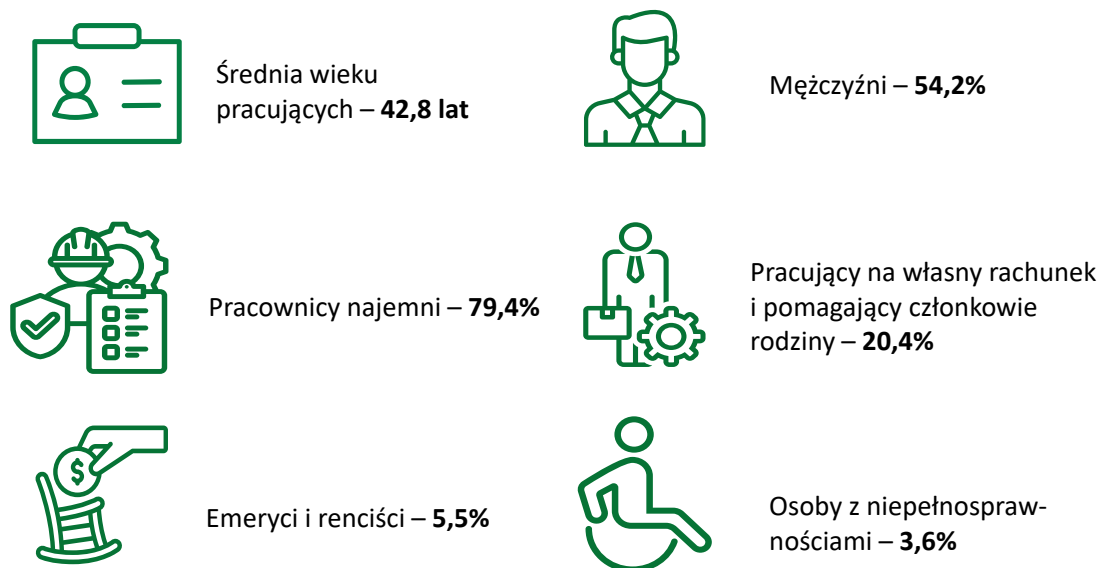 Średnia wieku
pracujących – 42,8 lat
Mężczyźni – 54,2%
Pracownicy najemni – 79,4%
Pracujący na własny rachunek
i pomagający członkowie
rodziny – 20,4%
$
Emeryci i renciści – 5,5%
Osoby z niepełnospraw-
nościami – 3,6%